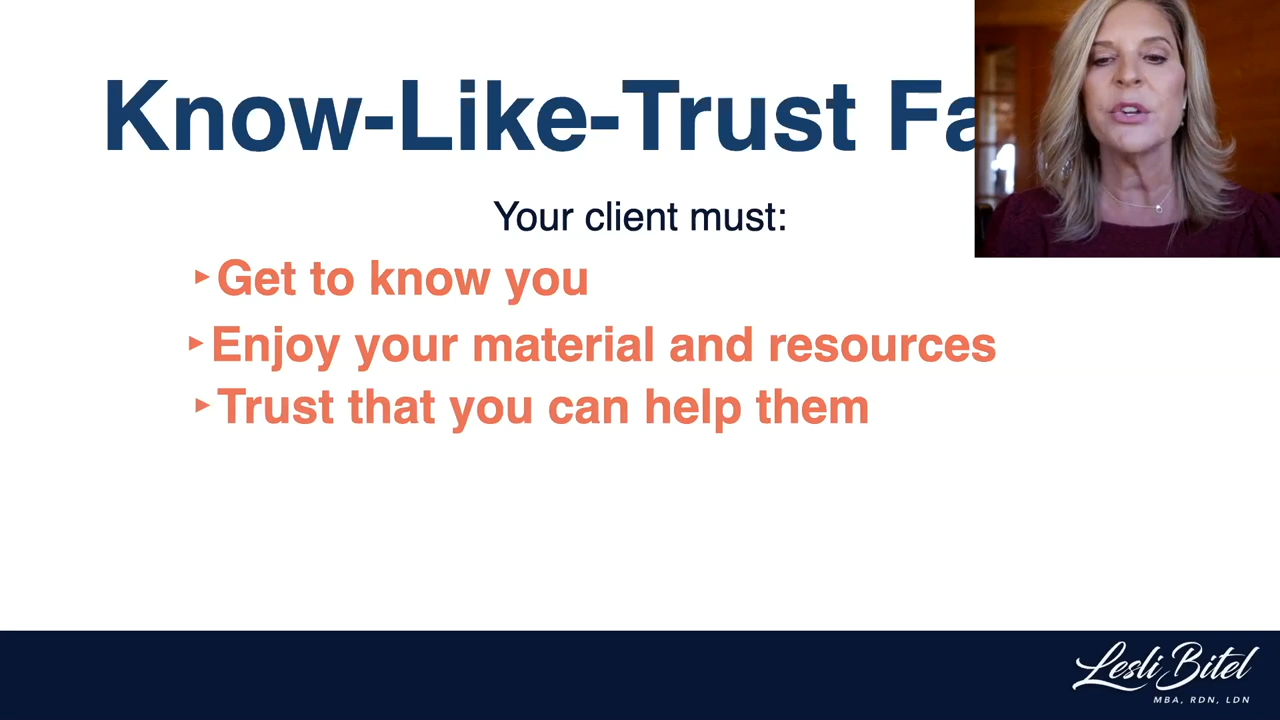 Know-Like-Trust Fa
Your client must:
‣Get to know you
‣Enjoy your material and resources
‣Trust that you can help them
Lesli Bitel
MBA, RDN, LDN